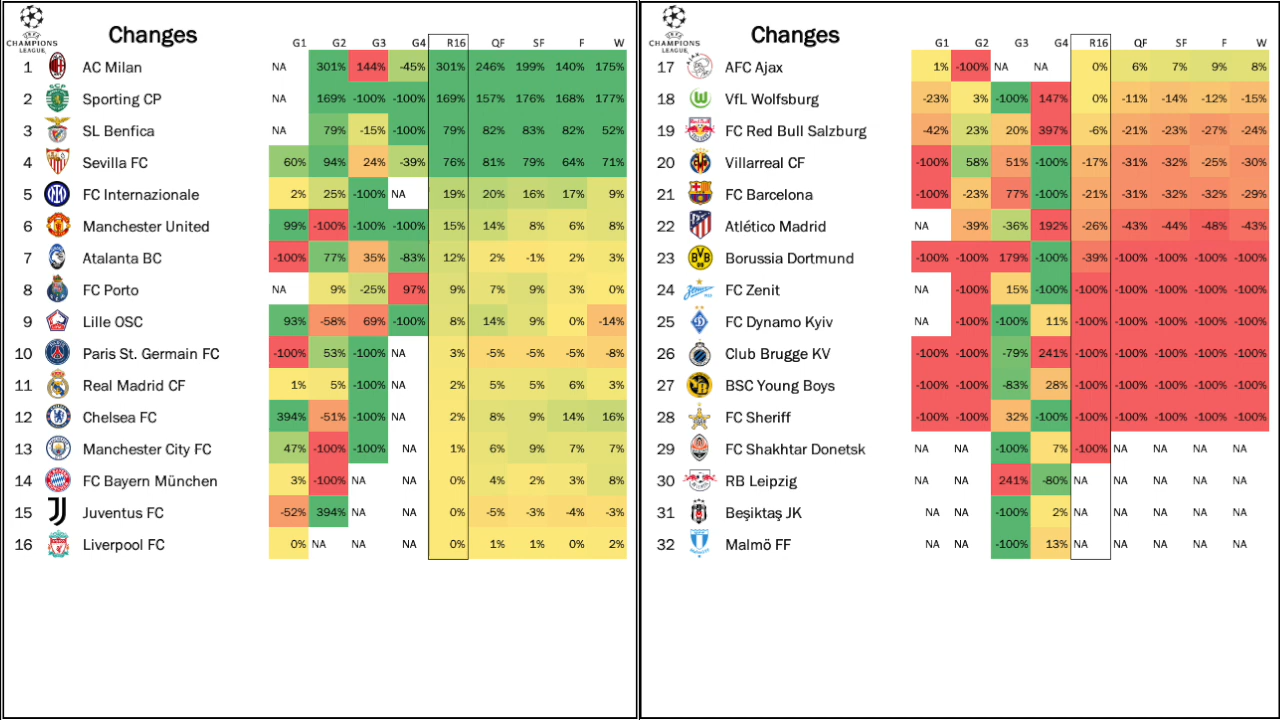 UEFA CHAMPIONS LEAGUE
Changes
G1 G2 G3 G4 R16 QF SF F W
1 AC Milan NA 301% 144% -45% 301% 246% 199% 140% 175%
2 Sporting CP NA 169% -100% -100% 169% 157% 176% 168% 177%
3 SL Benfica NA 79% -15% -100% 79% 82% 83% 82% 52%
4 Sevilla FC 60% 94% 24% -39% 76% 81% 79% 64% 71%
5 FC Internazionale 2% 25% -100% NA 19% 20% 16% 17% 9%
6 Manchester United 99% -100% -100% -100% 15% 14% 8% 6% 8%
7 Atalanta BC -100% 77% 35% -83% 12% 2% -1% 2% 3%
8 FC Porto NA 9% -25% 97% 9% 7% 9% 3% 0%
9 Lille OSC 93% -58% 69% -100% 8% 14% 9% 0% -14%
10 Paris St. Germain FC -100% 53% -100% NA 3% -5% -5% -5% -8%
11 Real Madrid CF 1% 5% -100% NA 2% 5% 5% 6% 3%
12 Chelsea FC 394% -51% -100% NA 2% 8% 9% 14% 16%
13 Manchester City FC 47% -100% -100% NA 1% 6% 9% 7% 7%
14 FC Bayern München 3% -100% NA NA 0% 4% 2% 3% 8%
15 Juventus FC -52% 394% NA NA 0% -5% -3% -4% -3%
16 Liverpool FC 0% NA NA NA 0% 1% 1% 0% 2%
UEFA CHAMPIONS LEAGUE
Changes
G1 G2 G3 G4 R16 QF SF F W
17 AFC Ajax 1% -100% NA NA 0% 6% 7% 9% 8%
18 VfL Wolfsburg -23% 3% -100% 147% 0% -11% -14% -12% -15%
19 FC Red Bull Salzburg -42% 23% 20% 397% -6% -21% -23% -27% -24%
20 Villarreal CF -100% 58% 51% -100% -17% -31% -32% -25% -30%
21 FC Barcelona -100% -23% 77% -100% -21% -31% -32% -32% -29%
22 Atlético Madrid NA -39% -36% 192% -26% -43% -44% -48% -43%
23 Borussia Dortmund -100% -100% 179% -100% -39% -100% -100% -100% -100%
24 FC Zenit NA -100% 15% -100% -100% -100% -100% -100% -100%
25 FC Dynamo Kyiv NA -100% -100% 11% -100% -100% -100% -100% -100%
26 Club Brugge KV -100% -100% -79% 241% -100% -100% -100% -100% -100%
27 BSC Young Boys -100% -100% -83% 28% -100% -100% -100% -100% -100%
28 FC Sheriff -100% -100% 32% -100% -100% -100% -100% -100% -100%
29 FC Shakhtar Donetsk NA NA -100% 7% -100% NA NA NA NA
30 RB Leipzig NA NA 241% -80% NA NA NA NA NA
31 Beşiktaş JK NA NA -100% 2% NA NA NA NA NA
32 Malmö FF NA NA -100% 13% NA NA NA NA NA